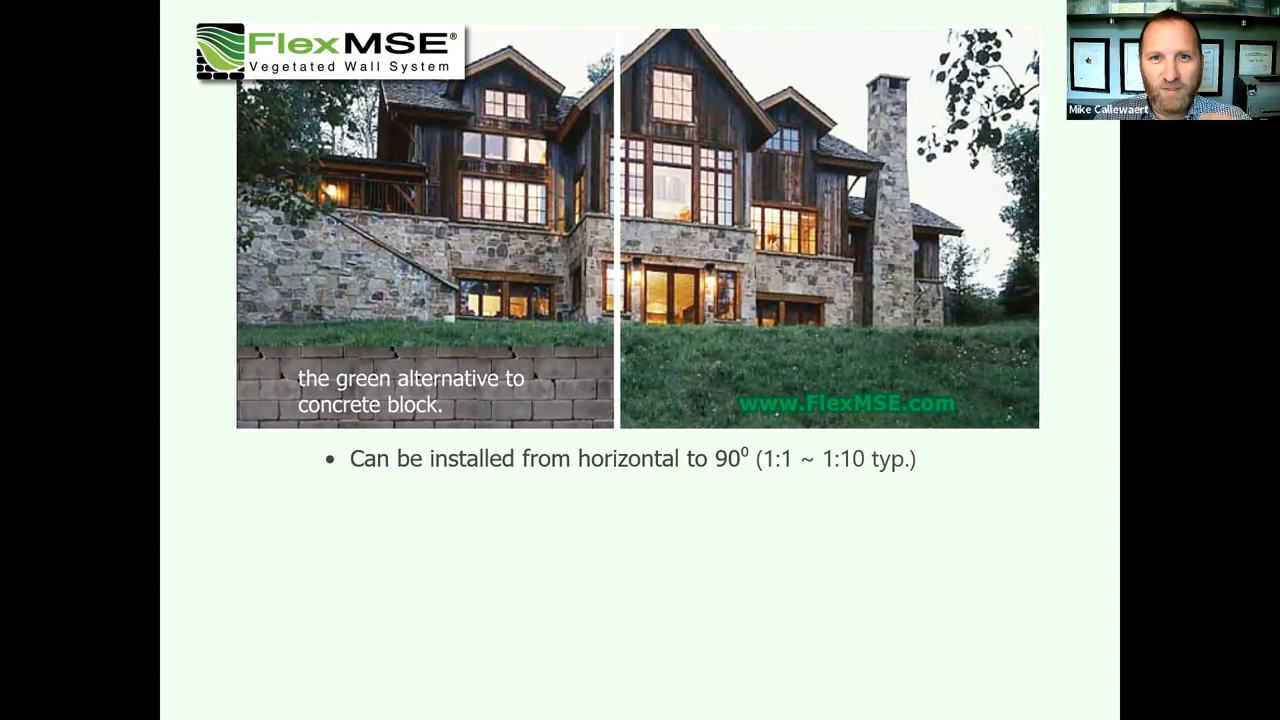 FlexMSE®
Vegetated Wall System
Mike Callewaert
the green alternative to
concrete block.
www.FlexMSE.com
• Can be installed from horizontal to 90⁰ (1:1 ~ 1:10 typ.)